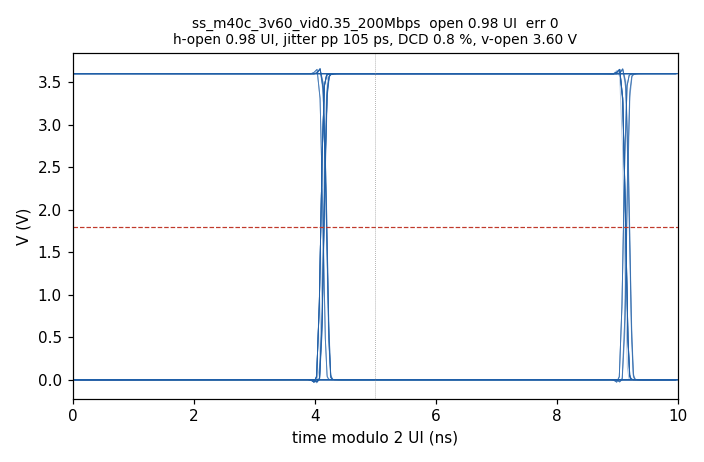 ss_m40c_3v60_vid0.35_200Mbps  open 0.98 UI  err 0
h-open 0.98 UI, jitter pp 105 ps, DCD 0.8 %, v-open 3.60 V
V (V)
3.5
3.0
2.5
2.0
1.5
1.0
0.5
0.0
0 2 4 6 8 10
time modulo 2 UI (ns)